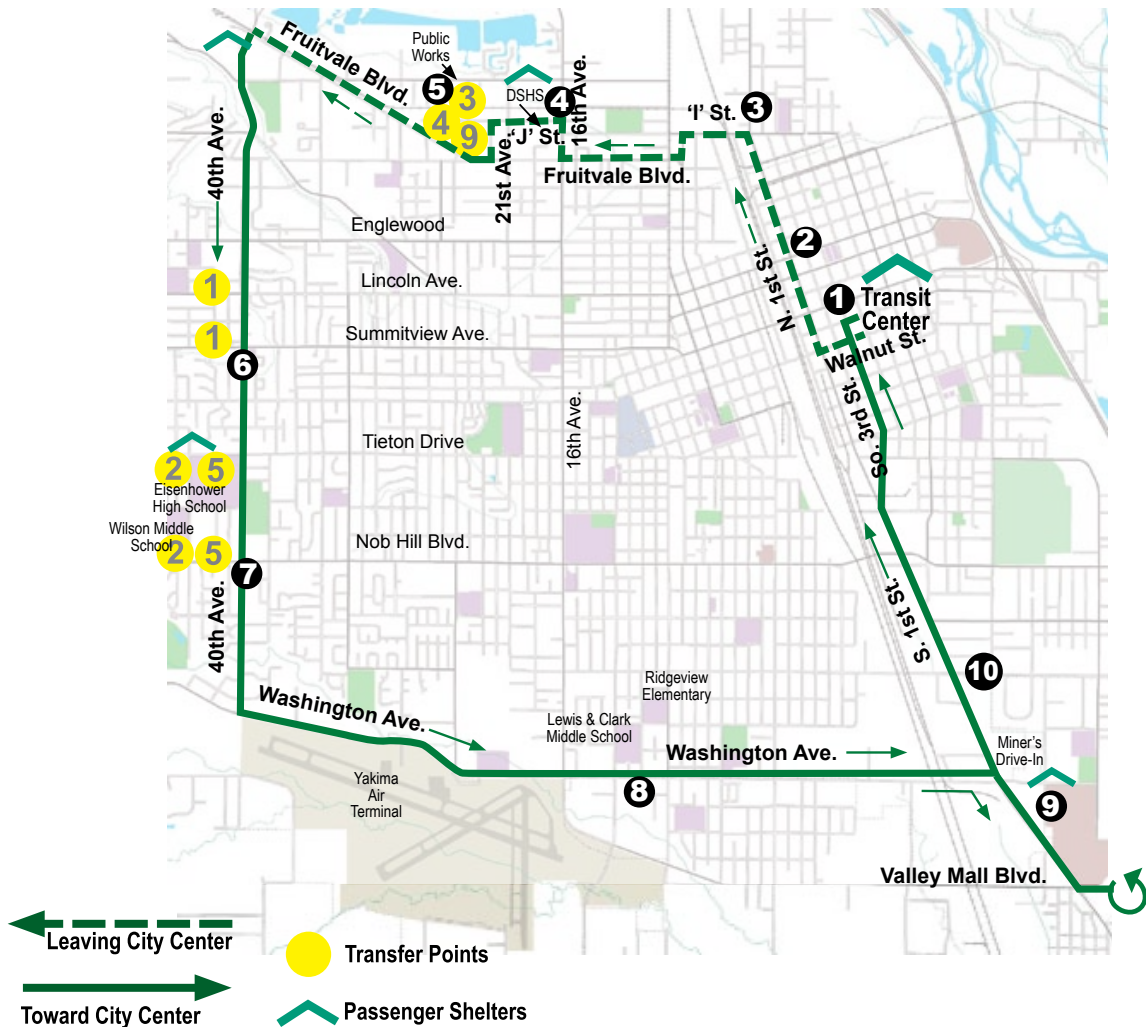 Public
Works
Fruitvale Blvd.
5
3
DSHS
4
16th Ave.
'I' St.
3
4
9
'J' St.
21st Ave.
Fruitvale Blvd.
40th Ave.
Englewood
2
N. 1st St.
1
Lincoln Ave.
1
Transit
Center
1
Summitview Ave.
Walnut St.
6
So. 3rd St.
16th Ave.
Tieton Drive
2
5
Eisenhower
High School
Wilson Middle
School
2
5
Nob Hill Blvd.
7
40th Ave.
S. 1st St.
10
Ridgeview
Elementary
Washington Ave.
Lewis & Clark
Middle School
Washington Ave.
Miner's
Drive-In
Yakima
Air
Terminal
8
9
Valley Mall Blvd.
Leaving City Center
Transfer Points
Toward City Center
Passenger Shelters